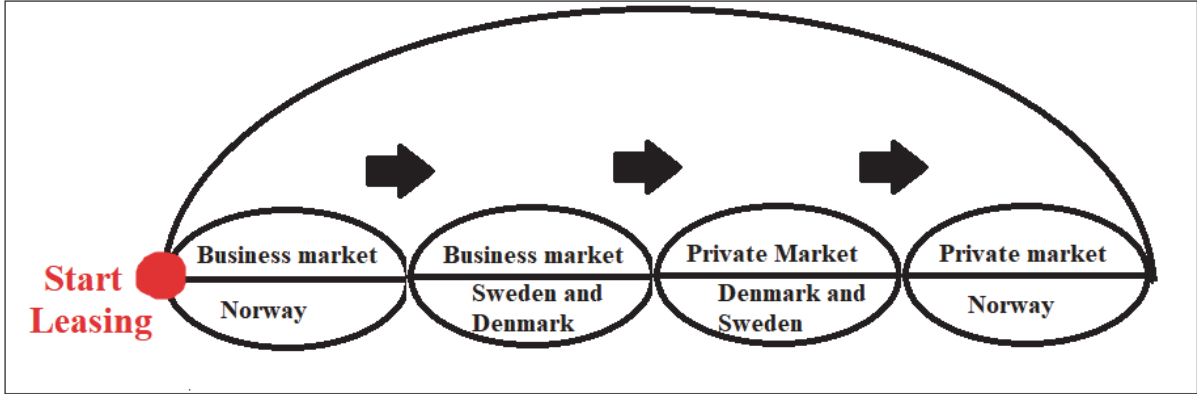 Start
Leasing
Business market
Norway
Business market
Sweden and
Denmark
Private Market
Denmark and
Sweden
Private market
Norway